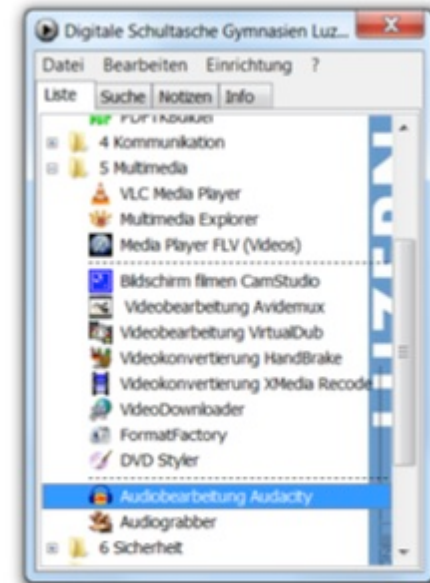 Digitale Schultasche Gymnasien Luz...
Datei Bearbeiten Einrichtung ?
Liste Suche Notizen Info
PDFTKBuilder
4 Kommunikation
5 Multimedia
VLC Media Player
Multimedia Explorer
Media Player FLV (Videos)
Bildschirm filmen CamStudio
Videobearbeitung Avidemux
Videobearbeitung VirtualDub
Videokonvertierung HandBrake
Videokonvertierung XMedia Recode
VideoDownloader
FormatFactory
DVD Styler
Audiobearbeitung Audacity
Audiograbber
6 Sicherheit
LUZERN